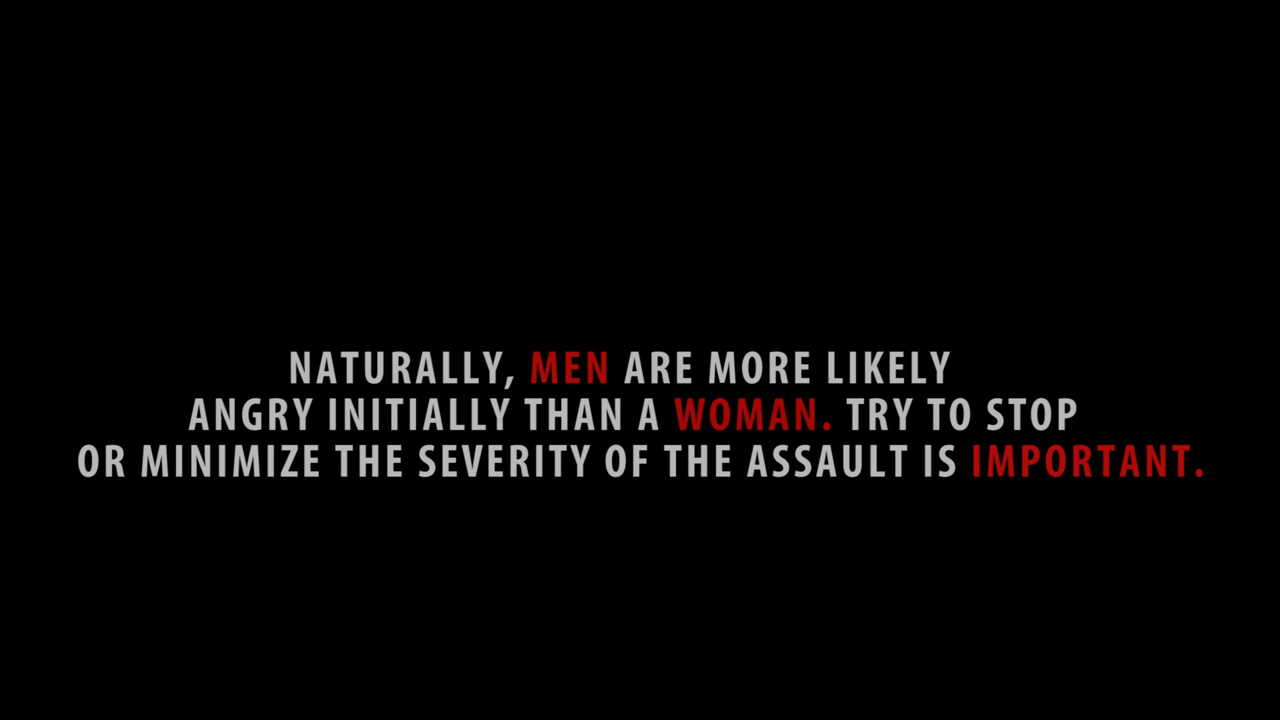 NATURALLY, MEN ARE MORE LIKELY
ANGRY INITIALLY THAN A WOMAN. TRY TO STOP
OR MINIMIZE THE SEVERITY OF THE ASSAULT IS IMPORTANT.